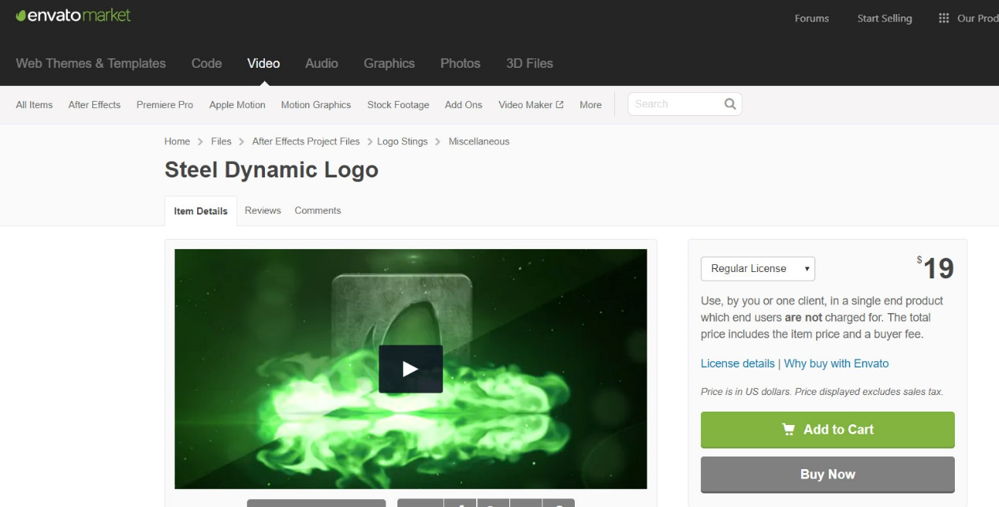 envatomarket
Forums Start Selling Our Prod
Web Themes & Templates Code Video Audio Graphics Photos 3D Files
All Items After Effects Premiere Pro Apple Motion Motion Graphics Stock Footage Add Ons Video Maker More Search
Home Files After Effects Project Files Logo Stings Miscellaneous
Steel Dynamic Logo
Item Details Reviews Comments
Regular License $19
Use, by you or one client, in a single end product
which end users are not charged for. The total
price includes the item price and a buyer fee.
License details | Why buy with Envato
Price is in US dollars. Price displayed excludes sales tax.
Add to Cart
Buy Now